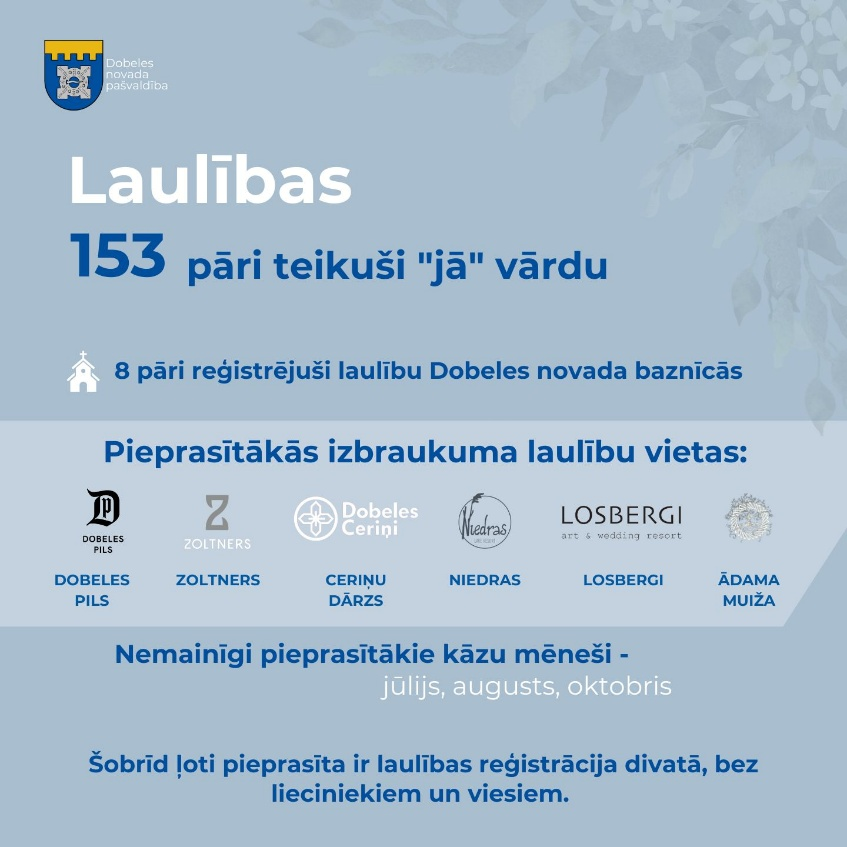 Dobeles
novada
pašvaldība
Laulības
153 pāri teikuši "jā" vārdu
8 pāri reģistrējuši laulību Dobeles novada baznīcās
Pieprasītākās izbraukuma laulību vietas:
DP
DOBELES
PILS
Z
ZOLTNERS
Dobeles
Ceriņi
Niedras
LOSBERGI
art & wedding resort
DOBELES
PILS
ZOLTNERS
CERIŅU
DĀRZS
NIEDRAS
LOSBERGI
ĀDAMA
MUIŽA
Nemainīgi pieprasītākie kāzu mēneši -
jūlijs, augusts, oktobris
Šobrīd ļoti pieprasīta ir laulības reģistrācija divatā, bez
lieciniekiem un viesiem.